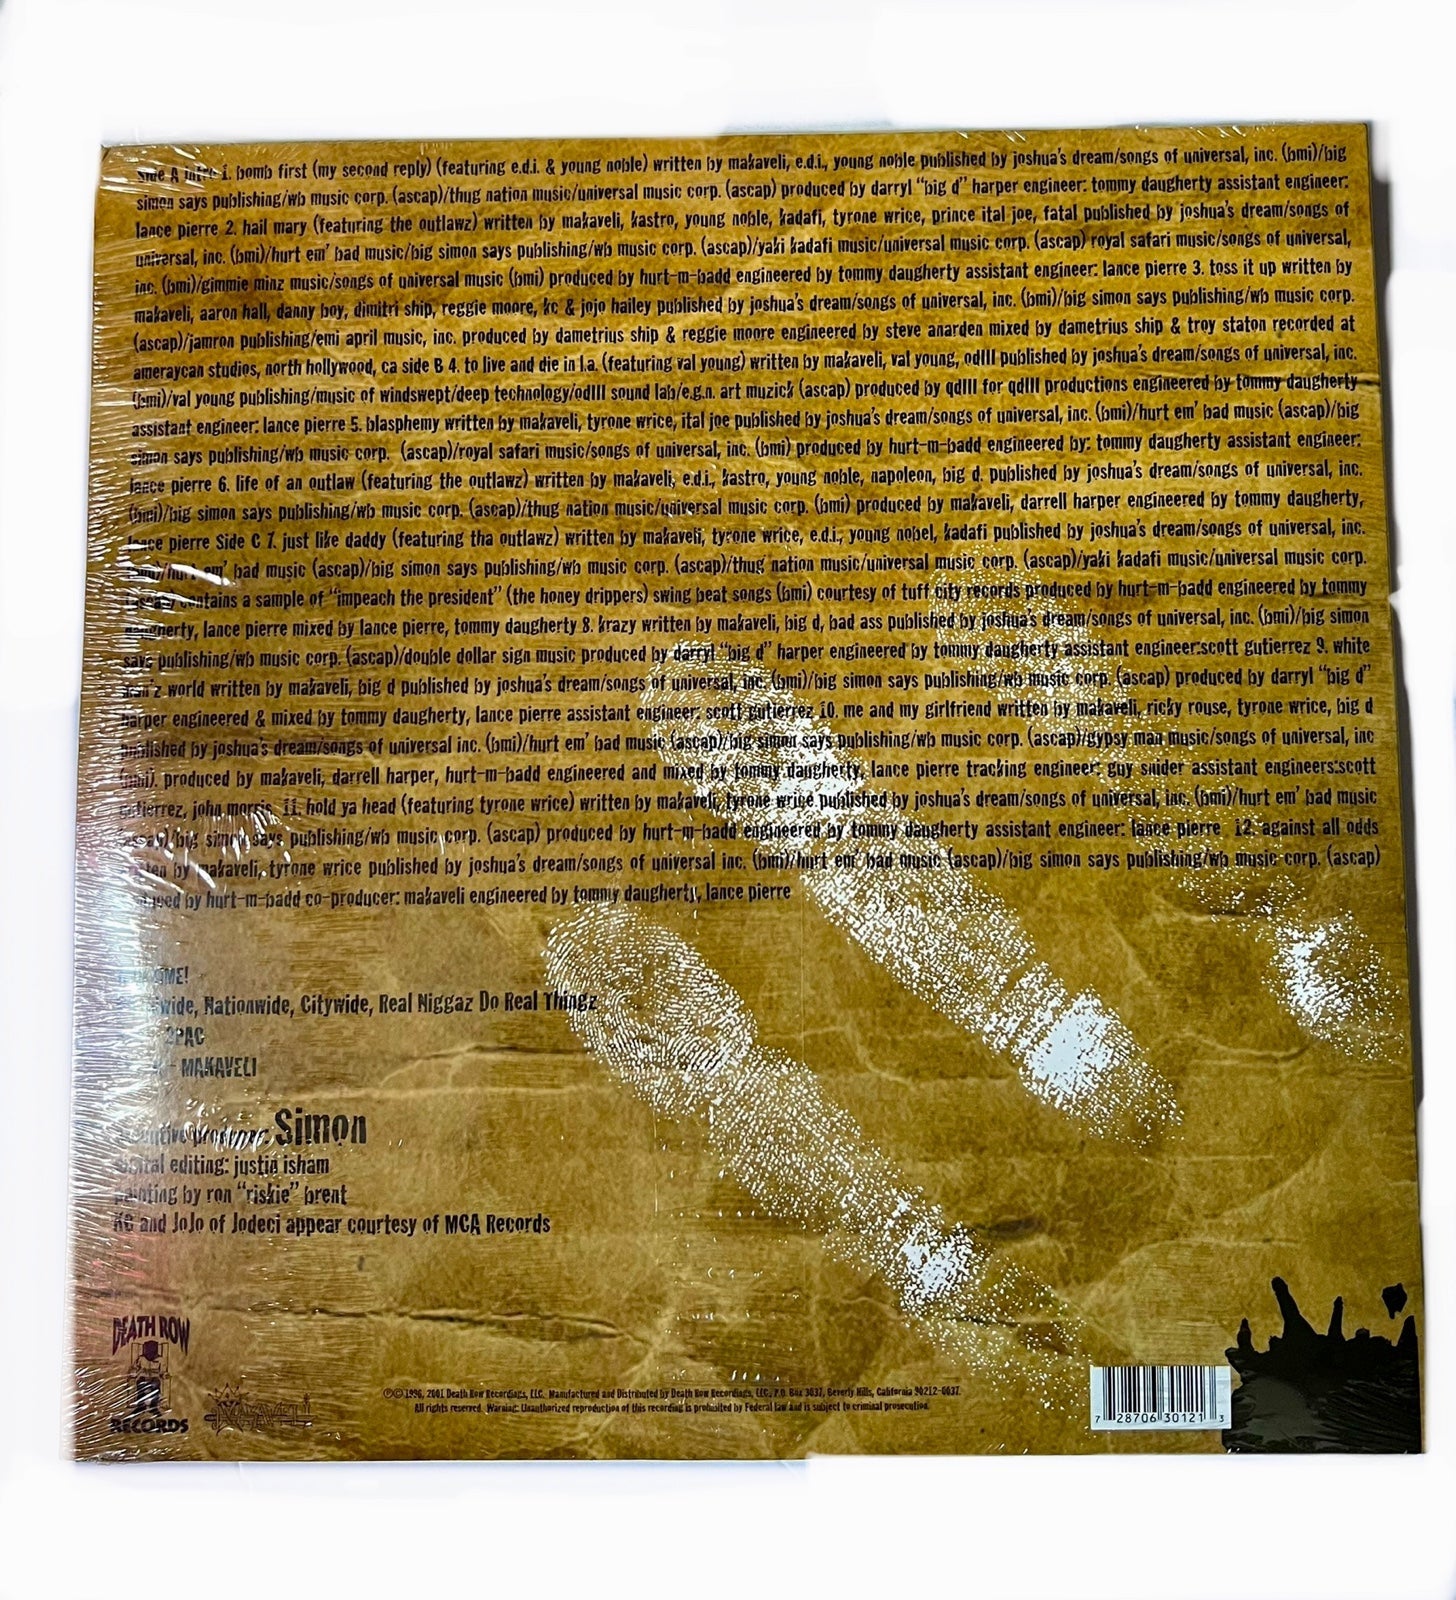 Side A intro 1. bomb first (my second reply) (featuring e.d.i. & young noble) written by makaveli, e.d.i., young noble published by joshua's dream/songs of universal, inc. (bmi)/big
simon says publishing/wb music corp. (ascap)/thug nation music/universal music corp. (ascap) produced by darryl "big d" harper engineer: tommy daugherty assistant engineer:
lance pierre 2. hail mary (featuring the outlawz) written by makaveli, kastro, young noble, kadafi, tyrone wrice, prince ital joe, fatal published by joshua's dream/songs of
universal, inc. (bmi)/hurt em' bad music/big simon says publishing/wb music corp. (ascap)/yaki kadafi music/universal music corp. (ascap) royal safari music/songs of universal,
inc. (bmi)/gimmie minz music/songs of universal music (bmi) produced by hurt-m-badd engineered by tommy daugherty assistant engineer: lance pierre 3. toss it up written by
makaveli, aaron hall, danny boy, dimitri ship, reggie moore, kc & jojo hailey published by joshua's dream/songs of universal, inc. (bmi)/big simon says publishing/wb music corp.
(ascap)/jamron publishing/emi april music, inc. produced by dametrius ship & reggie moore engineered by steve anarden mixed by dametrius ship & troy staton recorded at
ameraycan studios, north hollywood, ca side B 4. to live and die in l.a. (featuring val young) written by makaveli, val young, qdIII published by joshua's dream/songs of universal, inc.
(bmi)/val young publishing/music of windswept/deep technology/qdIII sound lab/e.g.n. art muzick (ascap) produced by qdIII for qdIII productions engineered by tommy daugherty
assistant engineer: lance pierre 5. blasphemy written by makaveli, tyrone wrice, ital joe published by joshua's dream/songs of universal, inc. (bmi)/hurt em' bad music (ascap)/big
simon says publishing/wb music corp. (ascap)/royal safari music/songs of universal, inc. (bmi) produced by hurt-m-badd engineered by: tommy daugherty assistant engineer:
lance pierre 6. life of an outlaw (featuring the outlawz) written by makaveli, e.d.i., kastro, young noble, napoleon, big d. published by joshua's dream/songs of universal, inc.
(bmi)/big simon says publishing/wb music corp. (ascap)/thug nation music/universal music corp. (bmi) produced by makaveli, darrell harper engineered by tommy daugherty,
lance pierre Side C 7. just like daddy (featuring tha outlawz) written by makaveli, tyrone wrice, e.d.i., young nobel, kadafi published by joshua's dream/songs of universal, inc.
(bmi)/hurt em' bad music (ascap)/big simon says publishing/wb music corp. (ascap)/thug nation music/universal music corp. (ascap)/yaki kadafi music/universal music corp.
(ascap) contains a sample of "impeach the president" (the honey drippers) swing beat songs (bmi) courtesy of tuff city records produced by hurt-m-badd engineered by tommy
daugherty, lance pierre mixed by lance pierre, tommy daugherty 8. krazy written by makaveli, big d, bad ass published by joshua's dream/songs of universal, inc. (bmi)/big simon
says publishing/wb music corp. (ascap)/double dollar sign music produced by darryl "big d" harper engineered by tommy daugherty assistant engineer:scott gutierrez 9. white
man'z world written by makaveli, big d published by joshua's dream/songs of universal, inc. (bmi)/big simon says publishing/wb music corp. (ascap) produced by darryl "big d"
harper engineered & mixed by tommy daugherty, lance pierre assistant engineer: scott gutierrez 10. me and my girlfriend written by makaveli, ricky rouse, tyrone wrice, big d
published by joshua's dream/songs of universal inc. (bmi)/hurt em' bad music (ascap)/big simon says publishing/wb music corp. (ascap)/gypsy man music/songs of universal, inc
(bmi). produced by makaveli, darrell harper, hurt-m-badd engineered and mixed by tommy daugherty, lance pierre tracking engineer: guy snider assistant engineers:scott
gutierrez, john morris, 11. hold ya head (featuring tyrone wrice) written by makaveli, tyrone wrice published by joshua's dream/songs of universal, inc. (bmi)/hurt em' bad music
(ascap)/big simon says publishing/wb music corp. (ascap) produced by hurt-m-badd engineered by tommy daugherty assistant engineer: lance pierre 12. against all odds
written by makaveli, tyrone wrice published by joshua's dream/songs of universal inc. (bmi)/hurt em' bad music (ascap)/big simon says publishing/wb music corp. (ascap)
produced by hurt-m-badd co-producer: makaveli engineered by tommy daugherty, lance pierre
Nationwide, Citywide, Real Niggaz Do Real Thingz
2PAC
- MAKAVELI
executive producer: Simon
digital editing: justin isham
painting by ron "riskie" brent
KC and JoJo of Jodeci appear courtesy of MCA Records
DEATH ROW
RECORDS
MAKAVELI
℗© 1996, 2001 Death Row Recordings, LLC. Manufactured and Distributed by Death Row Recordings, LLC, P.O. Box 3037, Beverly Hills, California 90212-0037.
All rights reserved. Warning: Unauthorized reproduction of this recording is prohibited by Federal law and is subject to criminal prosecution.
7 28706 30121 3